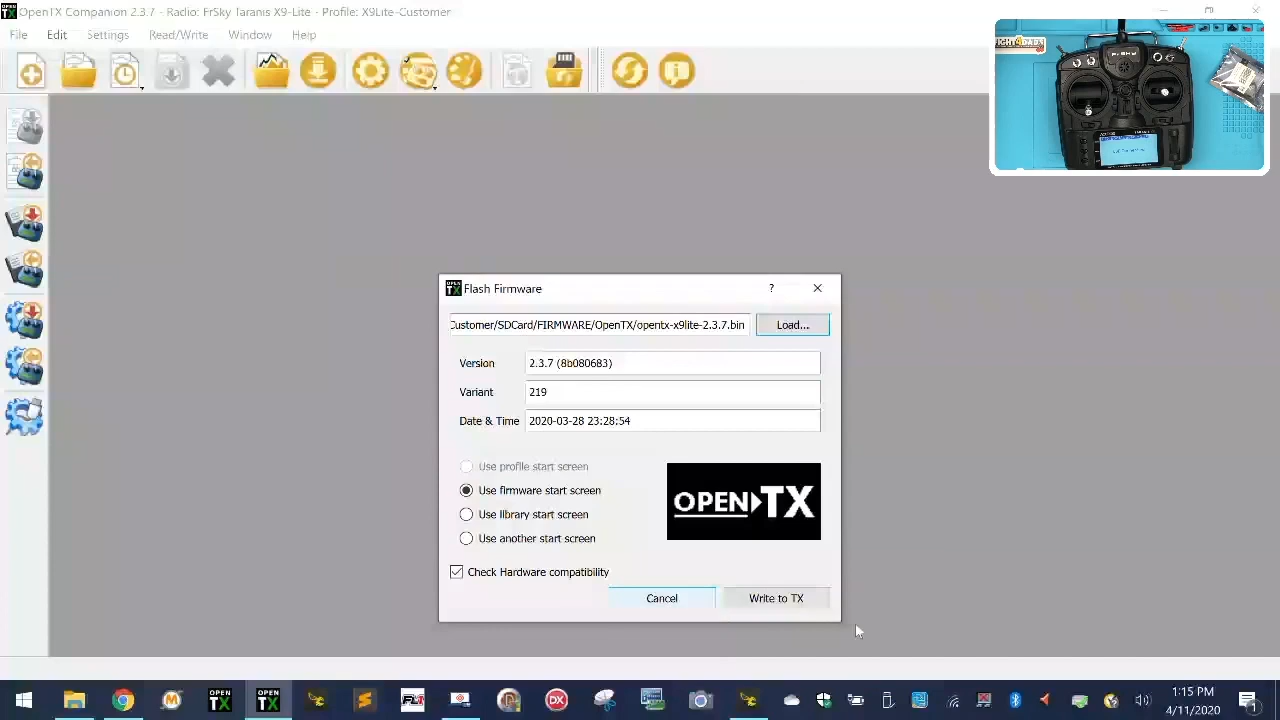 OpenTX Companion 2.3.7 - Radio: FrSky Taranis X9-Lite - Profile: X9Lite-Customer
File Edit Settings Read/Write Window Help
Flash Firmware
?
Customer/SDCard/FIRMWARE/OpenTX/opentx-x9lite-2.3.7.bin
Load...
Version
2.3.7 (8b080683)
Variant
219
Date & Time
2020-03-28 23:28:54
Use profile start screen
Use firmware start screen
Use library start screen
Use another start screen
OPEN TX
Check Hardware compatibility
Cancel
Write to TX
1:15 PM
4/11/2020